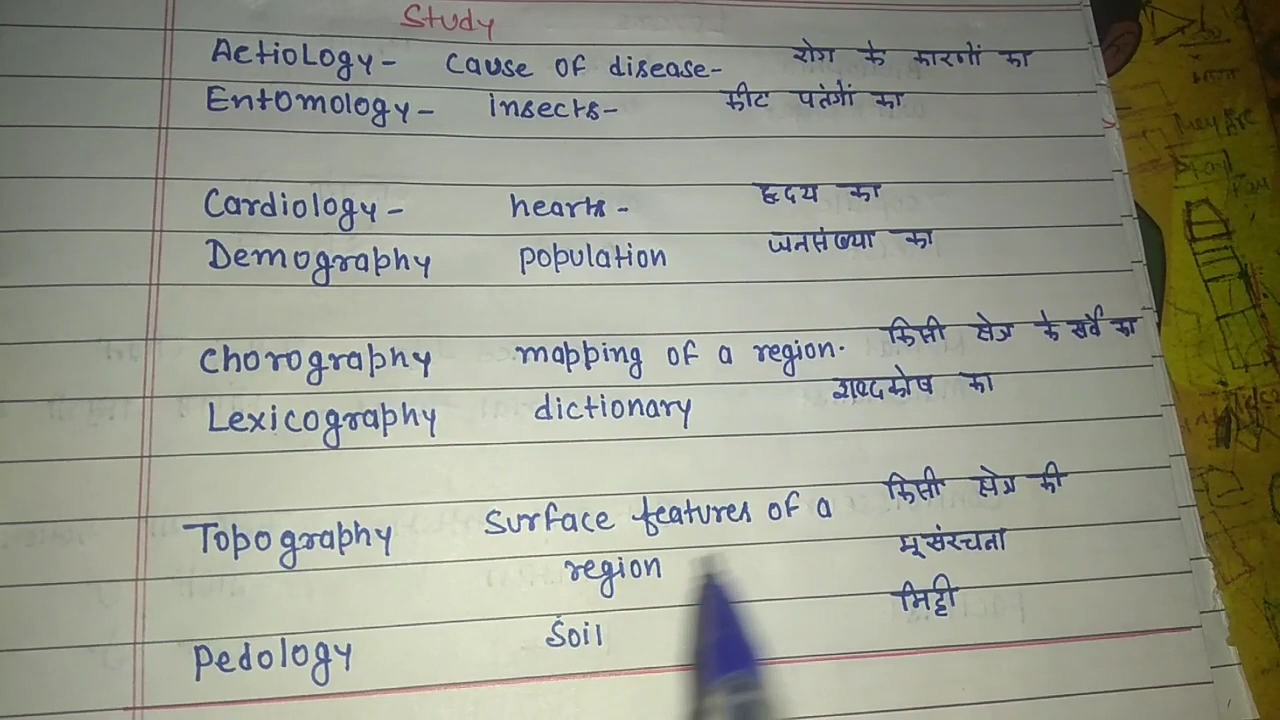 Study
Aetiology- cause of disease- रोग के कारणों का
Entomology- insects- कीट पतंगों का
Cardiology- hearts- हृदय का
Demography population जनसंख्या का
Chorography mapping of a region. किसी क्षेत्र के सर्वे का
Lexicography dictionary शब्दकोष का
Topography Surface features of a किसी क्षेत्र की
region भू संरचना
Pedology Soil मिट्टी